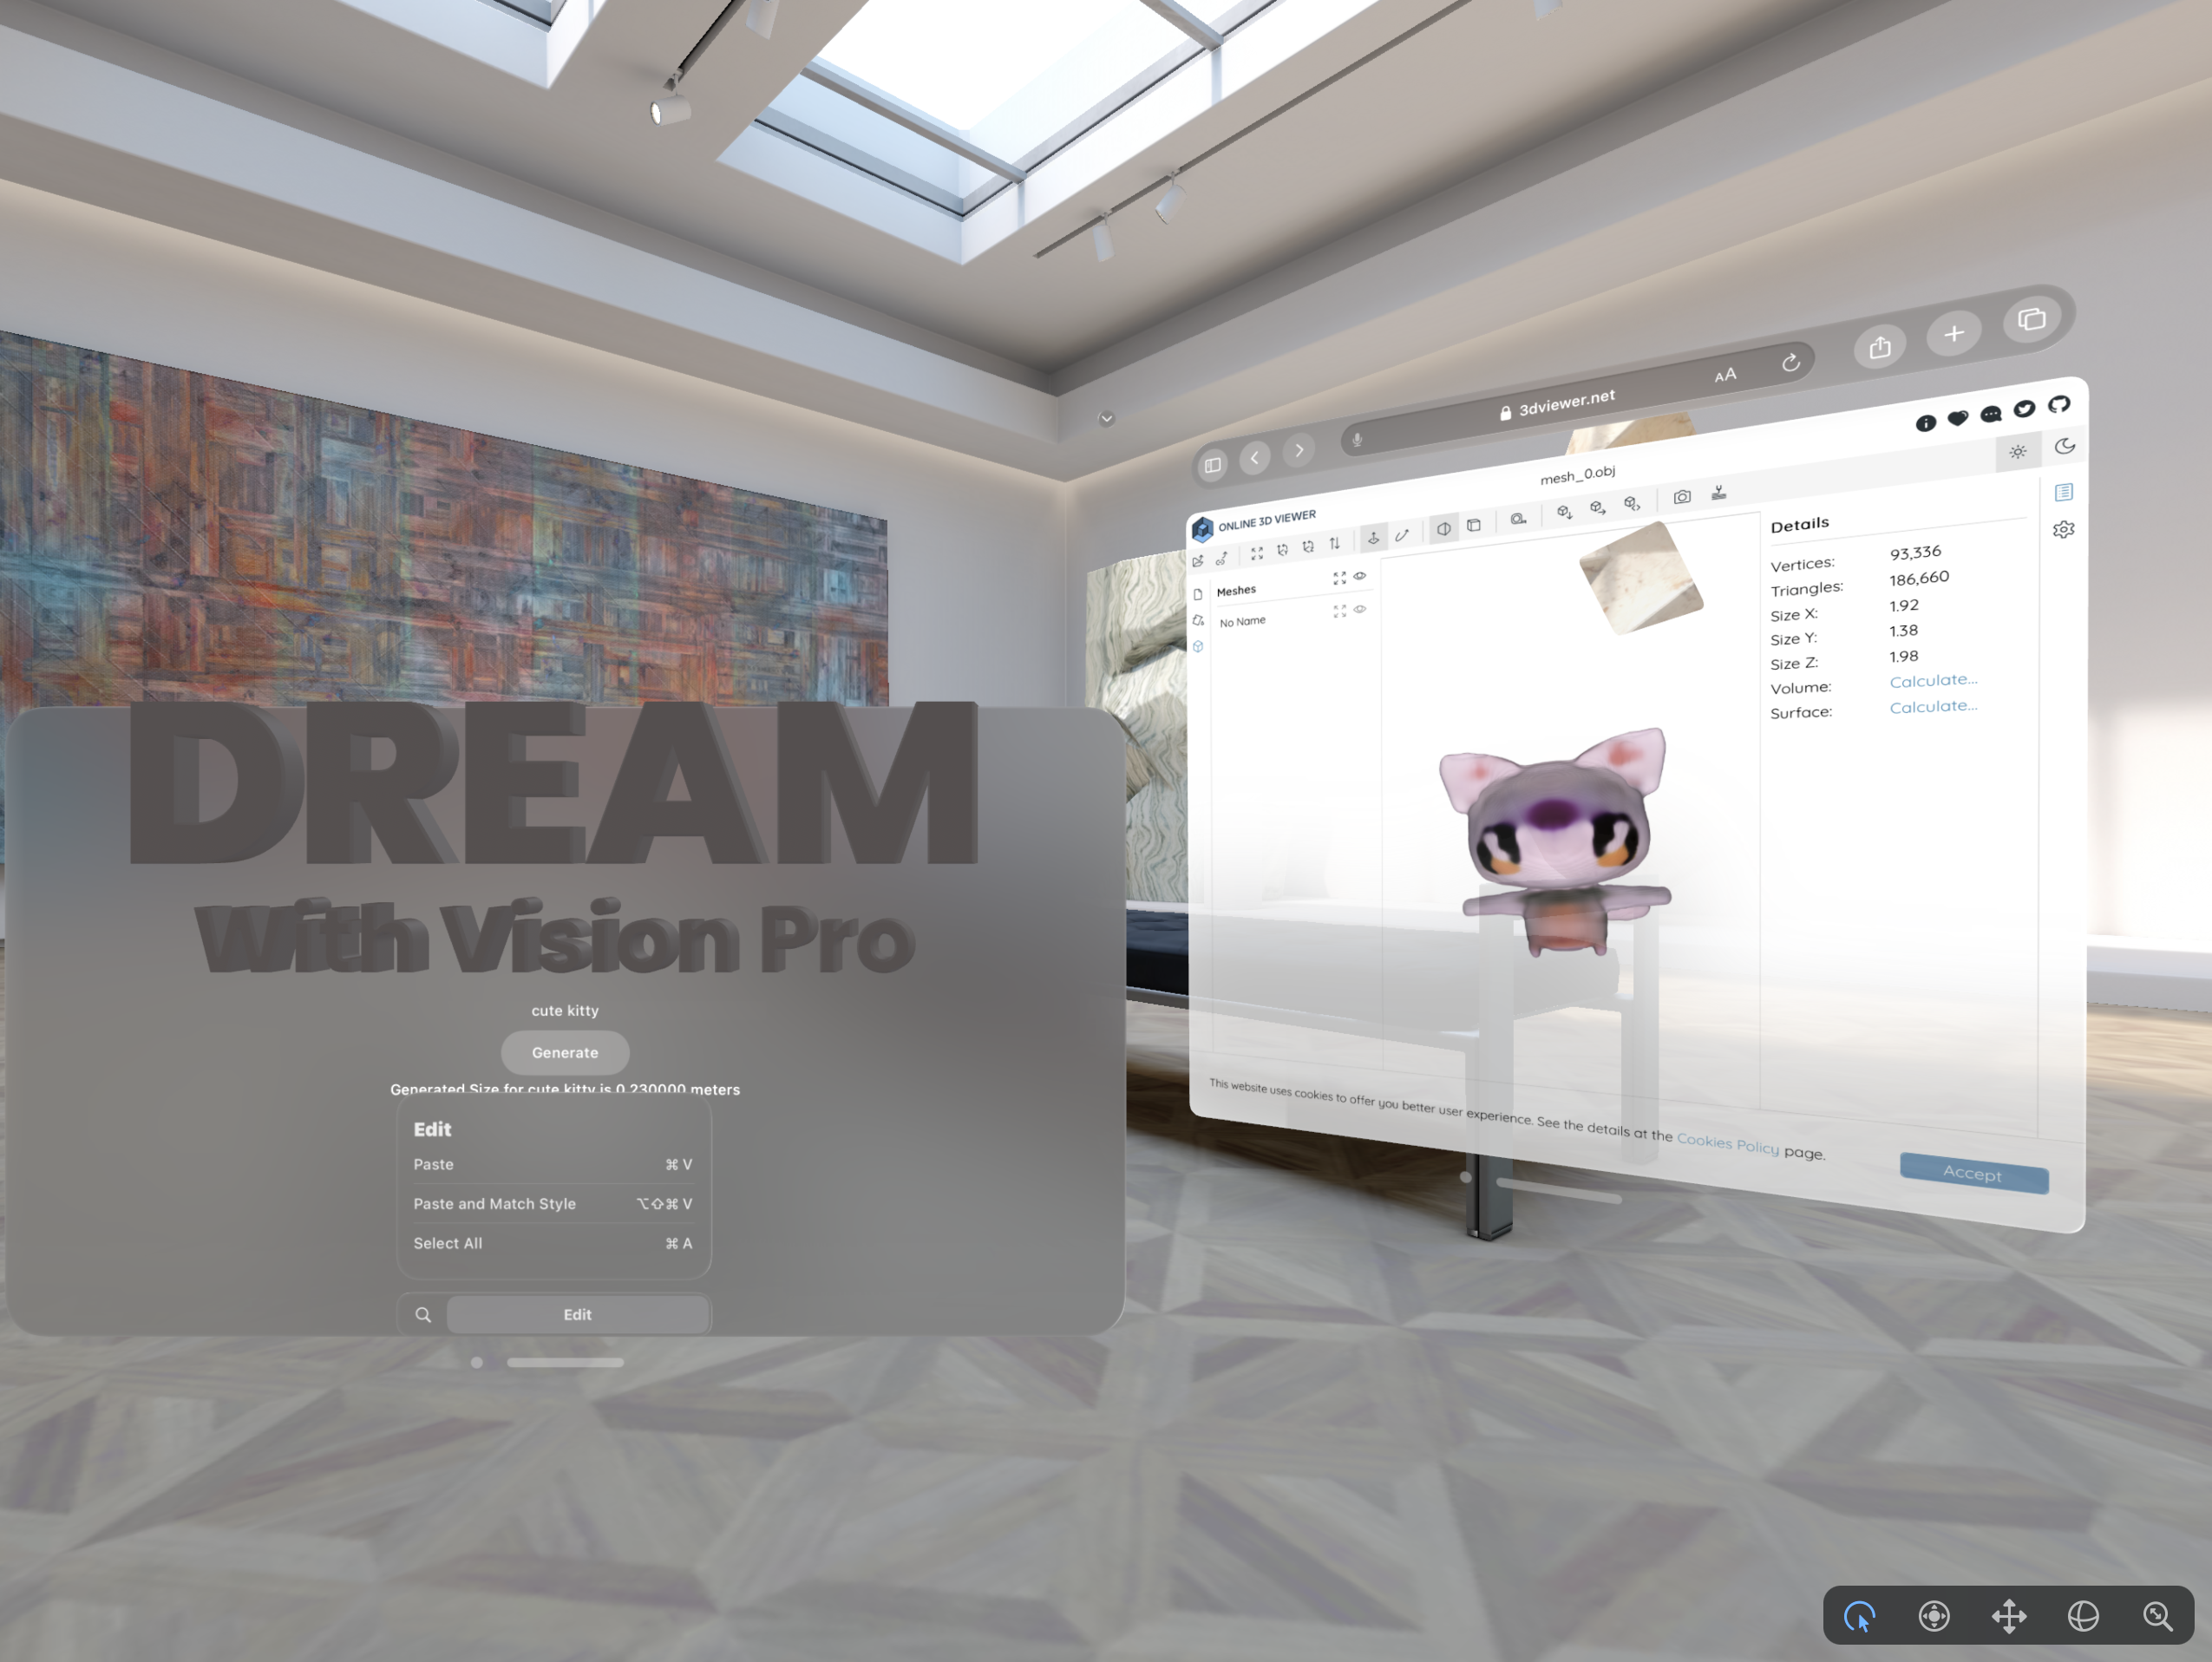 DREAM
With Vision Pro
cute kitty
Generate
Generated Size for cute kitty is 0.230000 meters
Edit
Paste ⌘ V
Paste and Match Style ⌥⇧⌘ V
Select All ⌘ A
Edit
3dviewer.net
AA
mesh_0.obj
ONLINE 3D VIEWER
Meshes
No Name
Details
Vertices: 93,336
Triangles: 186,660
Size X: 1.92
Size Y: 1.38
Size Z: 1.98
Volume: Calculate...
Surface: Calculate...
This website uses cookies to offer you better user experience. See the details at the Cookies Policy page.
Accept